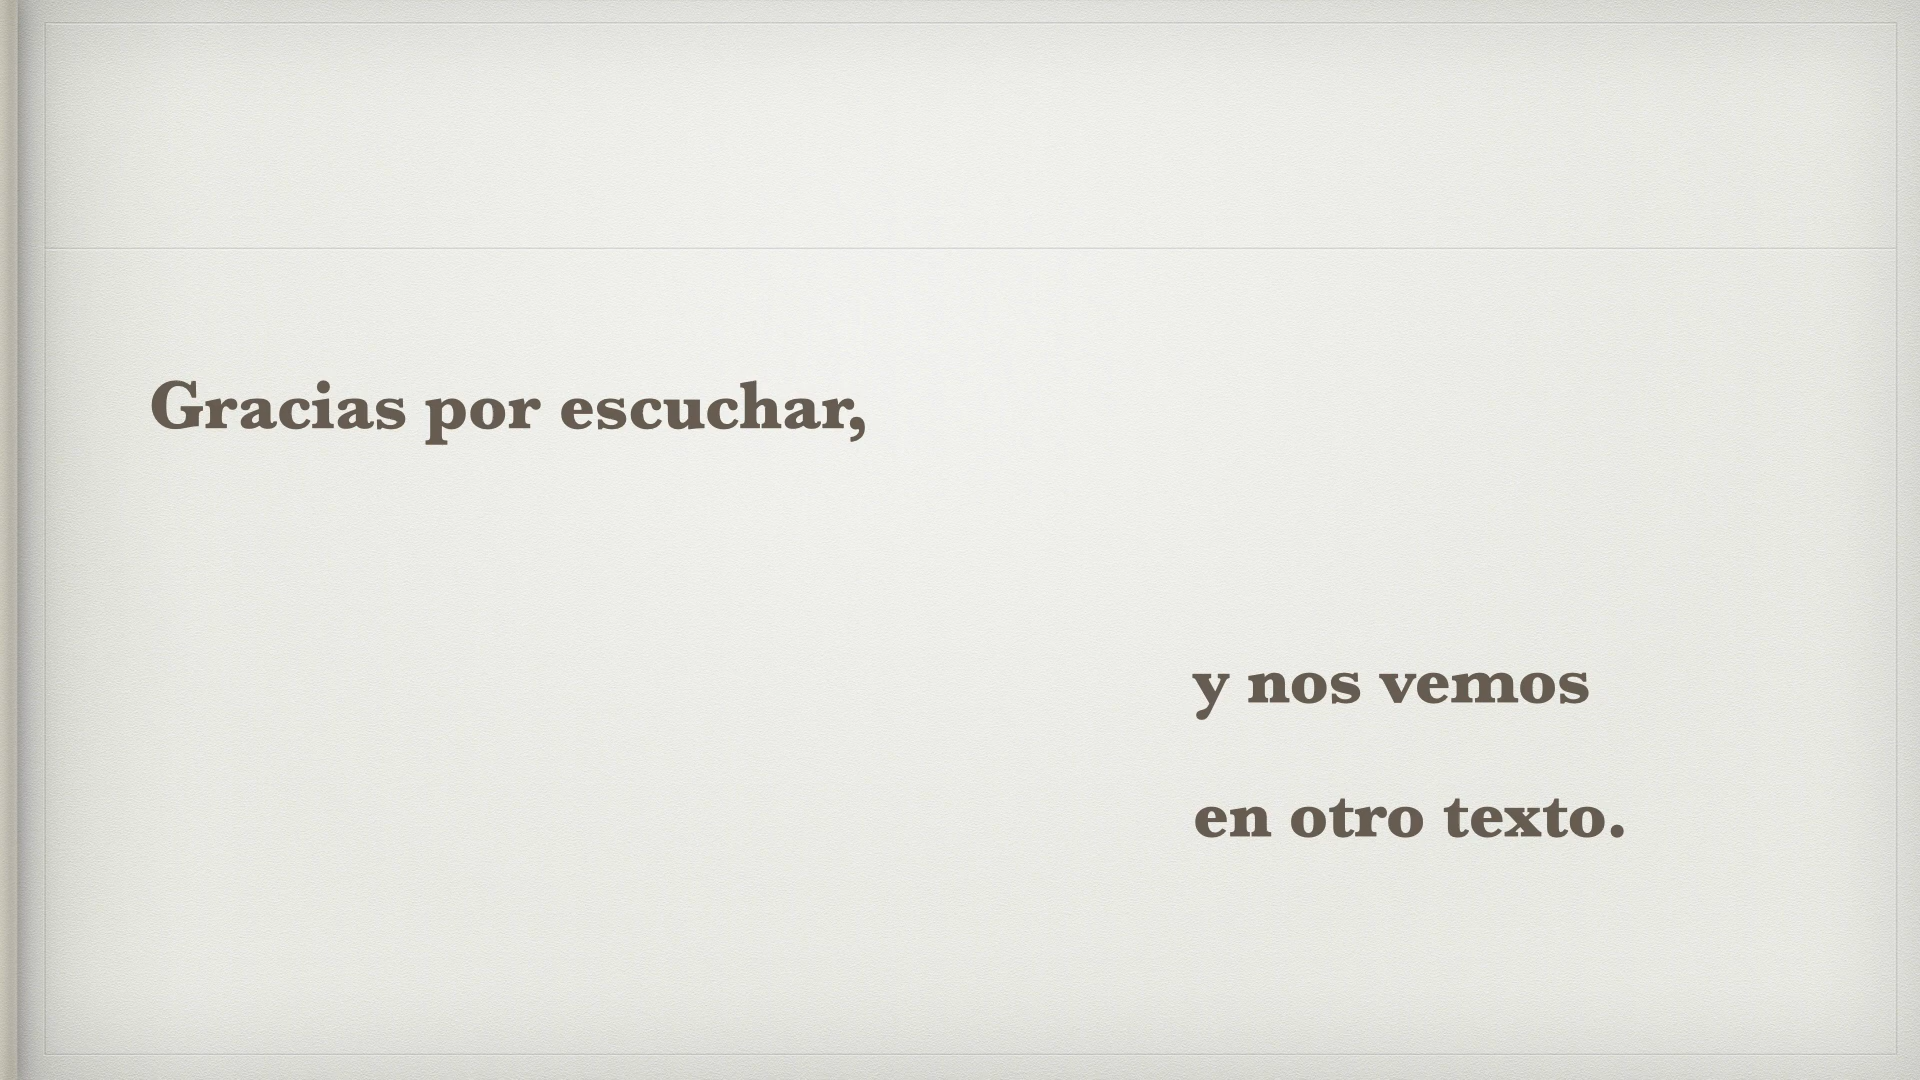 Gracias por escuchar,
y nos vemos
en otro texto.